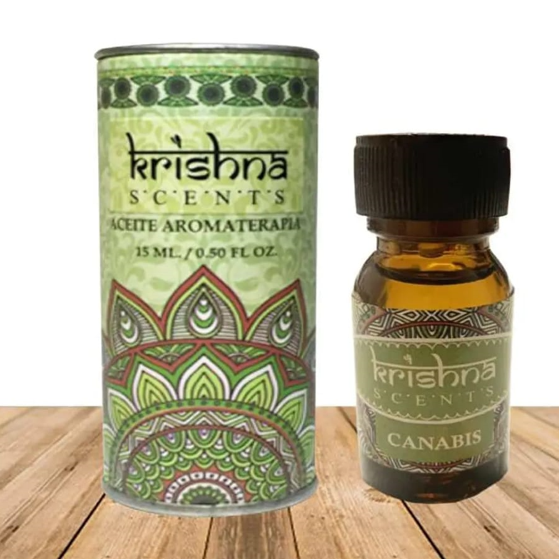 krishna
SCENTS
ACEITE AROMATERAPIA
15 ML. / 0.50 FL OZ.
krishna
SCENTS
CANABIS